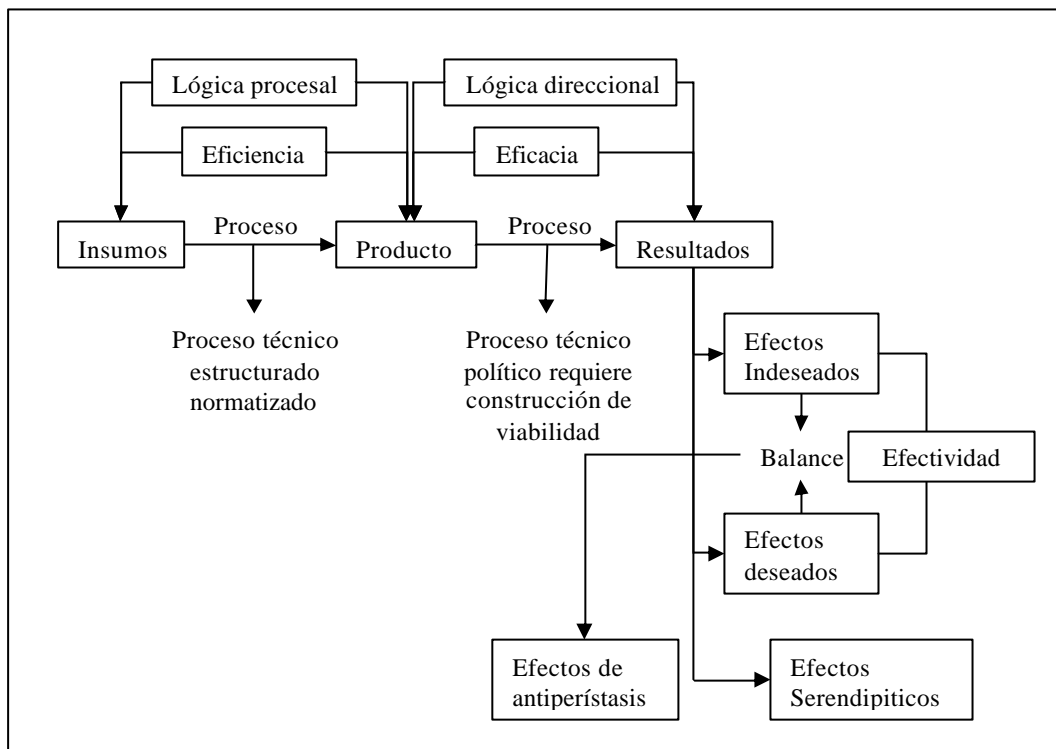 Lógica procesal
Lógica direccional
Eficiencia
Eficacia
Proceso
Proceso
Insumos
Producto
Resultados
Proceso técnico
estructurado
normatizado
Proceso técnico
político requiere
construcción de
viabilidad
Efectos
Indeseados
Balance
Efectividad
Efectos
deseados
Efectos de
antiperístasis
Efectos
Serendipiticos